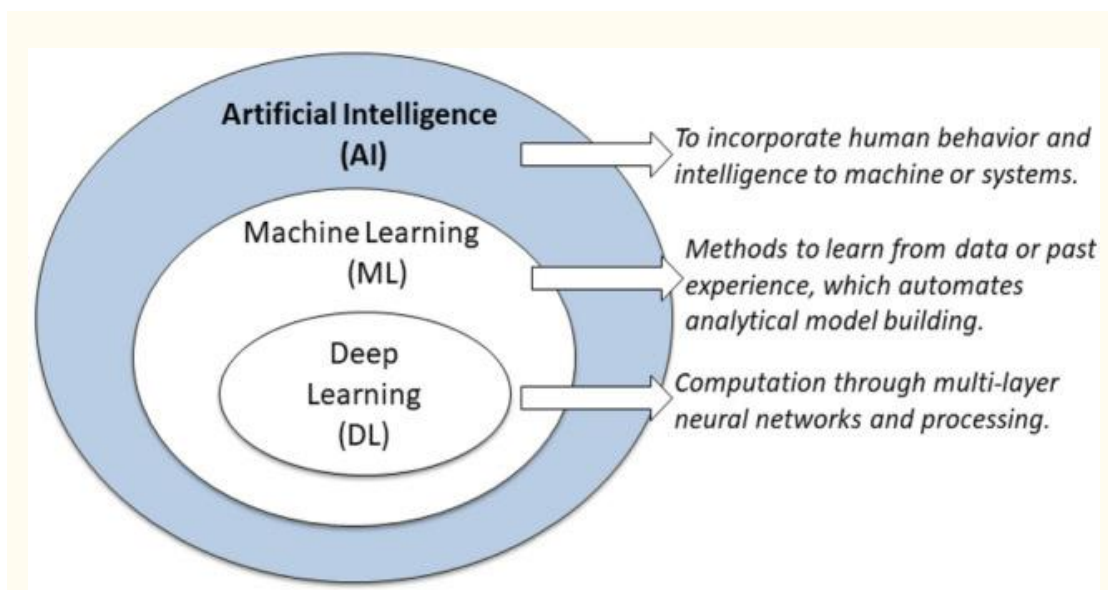 Artificial Intelligence
(AI)
To incorporate human behavior and
intelligence to machine or systems.
Machine Learning
(ML)
Methods to learn from data or past
experience, which automates
analytical model building.
Deep
Learning
(DL)
Computation through multi-layer
neural networks and processing.